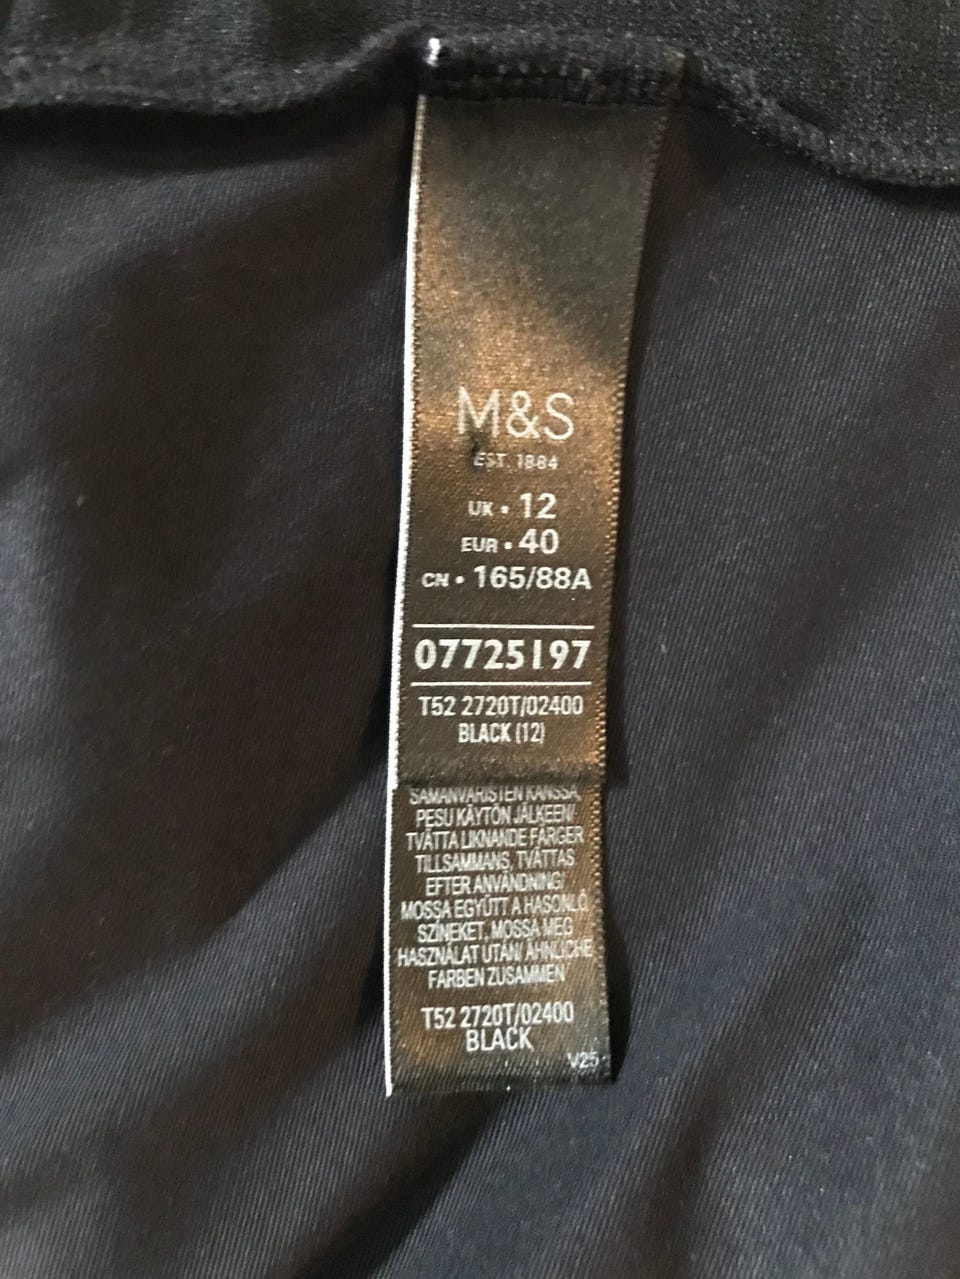 M&S
EST. 1884
UK • 12
EUR • 40
CN • 165/88A
07725197
T52 2720T/02400
BLACK (12)
SAMANVÄRISTEN KANSSA,
PESU KÄYTÖN JÄLKEEN/
TVÄTTA LIKNANDE FÄRGER
TILLSAMMANS, TVÄTTAS
EFTER ANVÄNDNING/
MOSSA EGYÜTT A HASONLÓ
SZÍNEKET, MOSSA MEG
HASZNÁLAT UTÁN/ ÄHNLICHE
FARBEN ZUSAMMEN
T52 2720T/02400
BLACK
V25